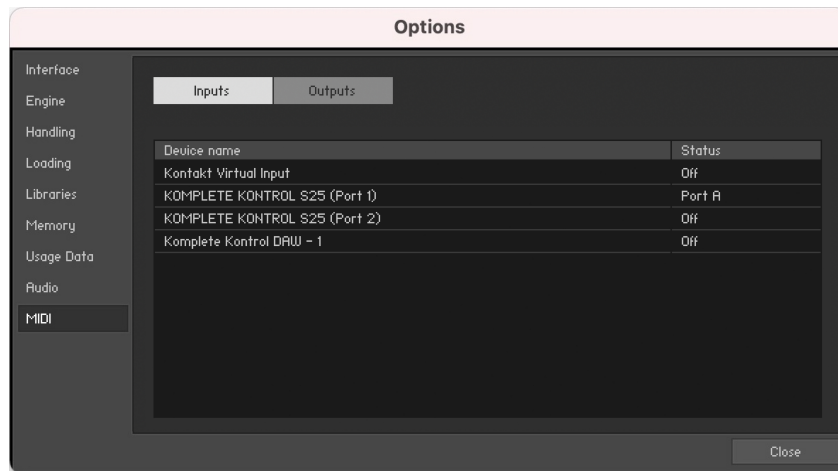 Options
Interface
Engine
Handling
Loading
Libraries
Memory
Usage Data
Audio
MIDI
Inputs Outputs
Device name Status
Kontakt Virtual Input Off
KOMPLETE KONTROL S25 (Port 1) Port A
KOMPLETE KONTROL S25 (Port 2) Off
Komplete Kontrol DAW - 1 Off
Close